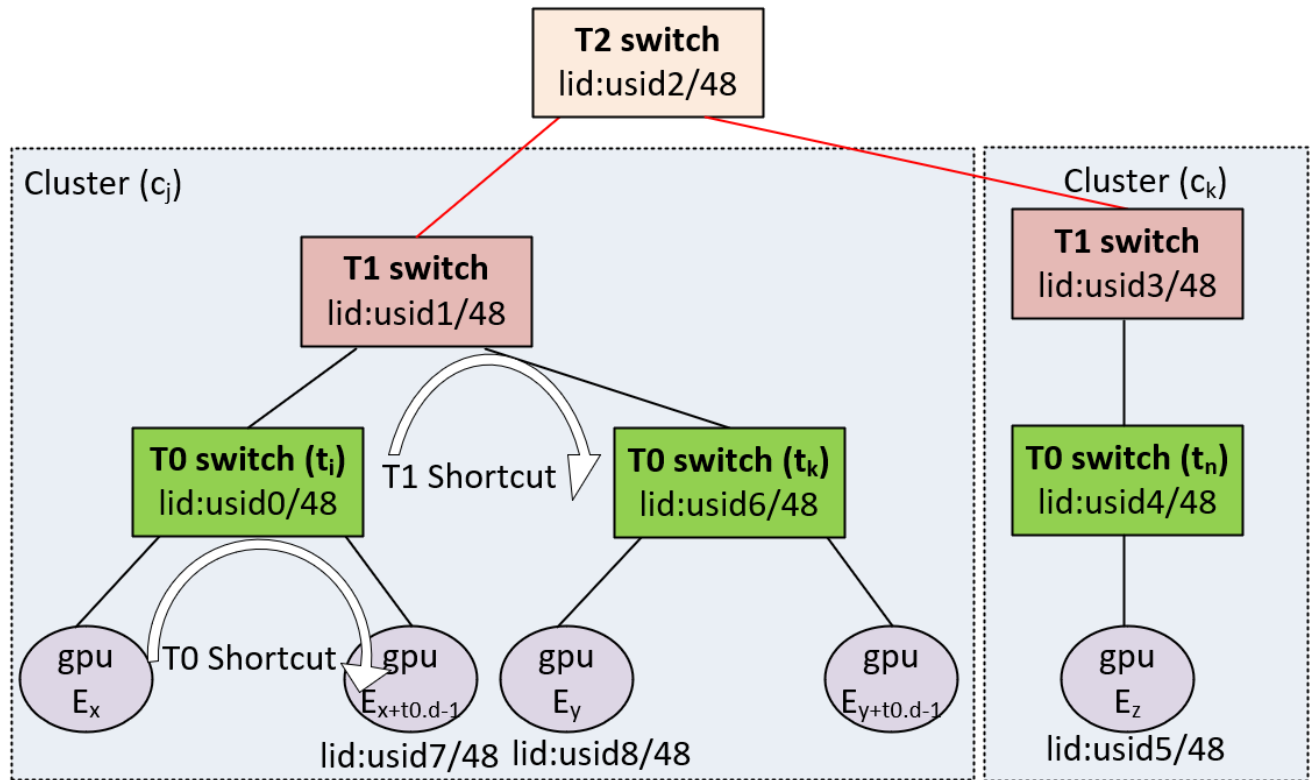 T2 switch
lid:usid2/48
Cluster (cj)
Cluster (ck)
T1 switch
lid:usid1/48
T1 switch
lid:usid3/48
T0 switch (ti)
lid:usid0/48
T1 Shortcut
T0 switch (tk)
lid:usid6/48
T0 switch (tn)
lid:usid4/48
gpu
Ex
T0 Shortcut
gpu
Ex+t0.d-1
gpu
Ey
gpu
Ey+t0.d-1
gpu
Ez
lid:usid7/48
lid:usid8/48
lid:usid5/48